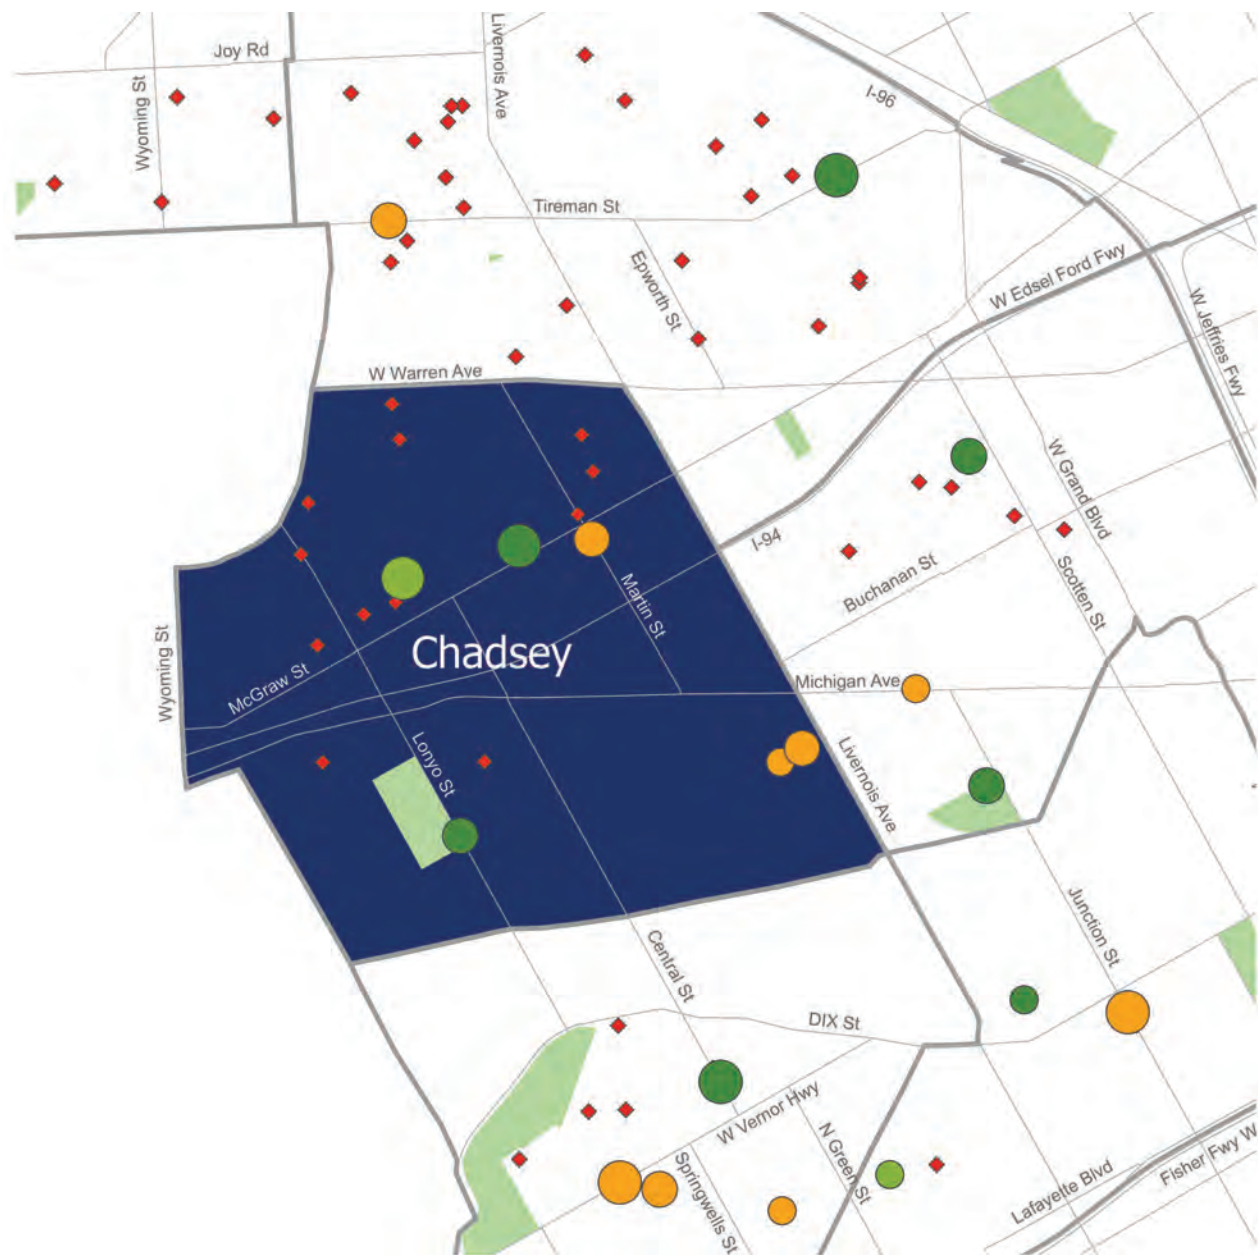 Joy Rd
Livernois Ave
I-96
Wyoming St
Tireman St
Epworth St
W Edsel Ford Fwy
W Jeffries Fwy
W Warren Ave
W Grand Blvd
I-94
Buchanan St
Scotten St
Martin St
Chadsey
Wyoming St
McGraw St
Michigan Ave
Lonyo St
Livernois Ave
Junction St
Central St
DIX St
W Vernor Hwy
N Green St
Springwells St
Lafayette Blvd
Fisher Fwy W